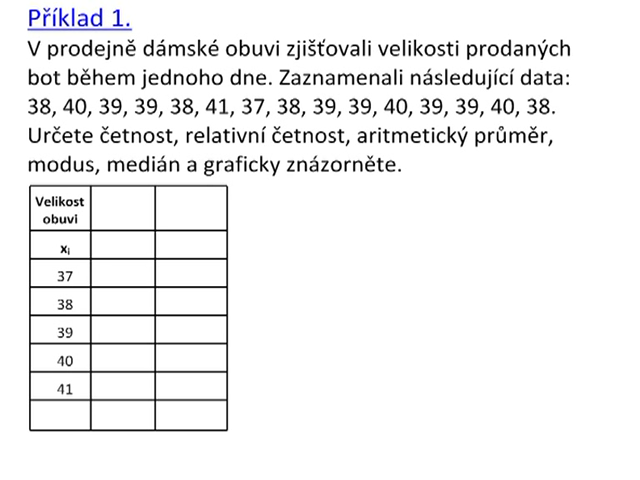 Příklad 1.
V prodejně dámské obuvi zjišťovali velikosti prodaných
bot během jednoho dne. Zaznamenali následující data:
38, 40, 39, 39, 38, 41, 37, 38, 39, 39, 40, 39, 39, 40, 38.
Určete četnost, relativní četnost, aritmetický průměr,
modus, medián a graficky znázorněte.
Velikost
obuvi
xᵢ
37
38
39
40
41